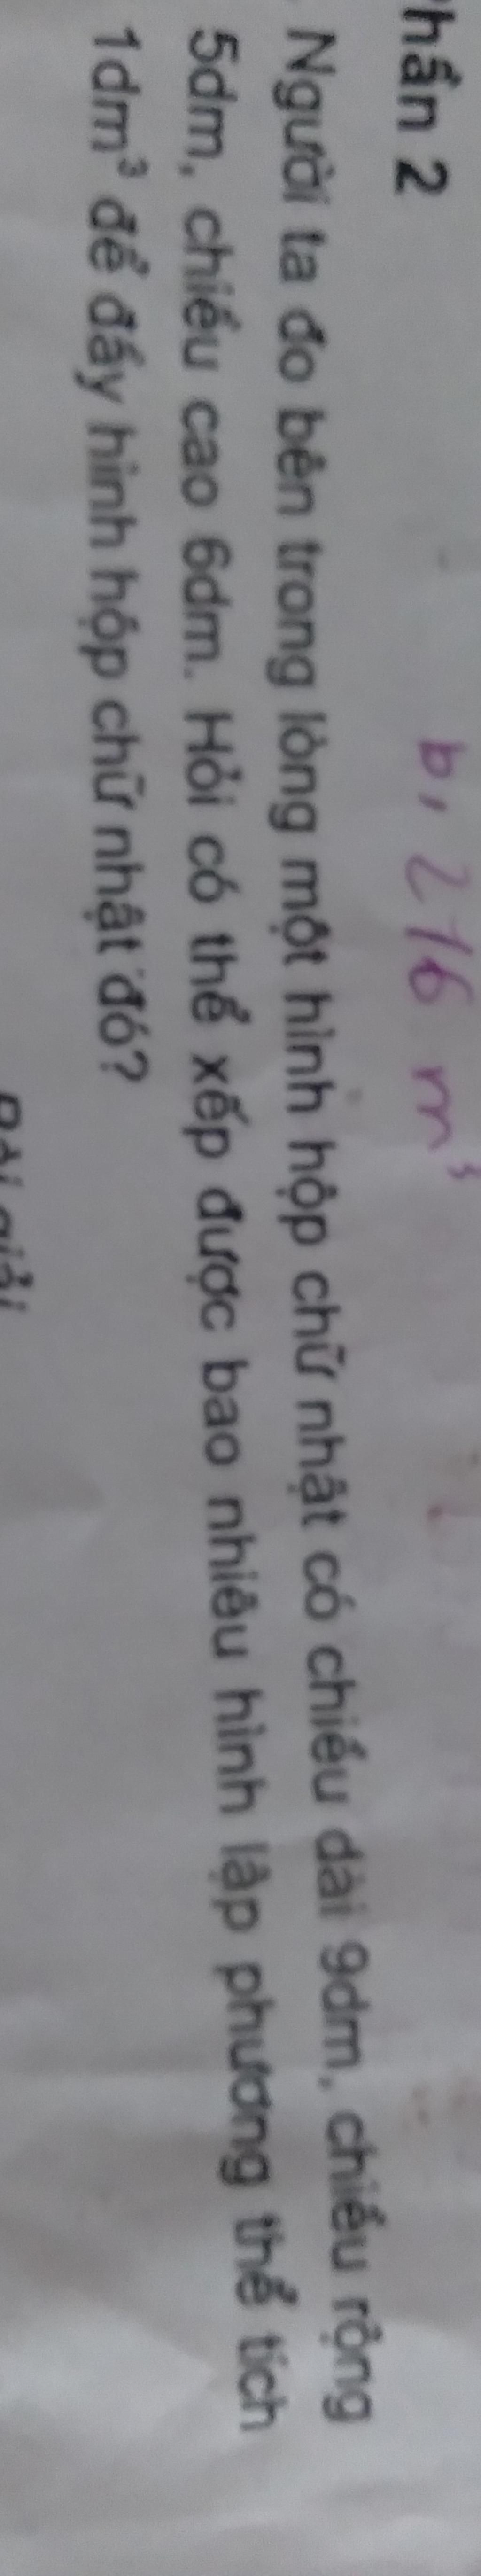 hần 2
b, 216 m³
Người ta đo bên trong lòng một hình hộp chữ nhật có chiều dài 9dm, chiều rộng
5dm, chiều cao 6dm. Hỏi có thể xếp được bao nhiêu hình lập phương thể tích
1dm³ để đầy hình hộp chữ nhật đó?
Bài giải